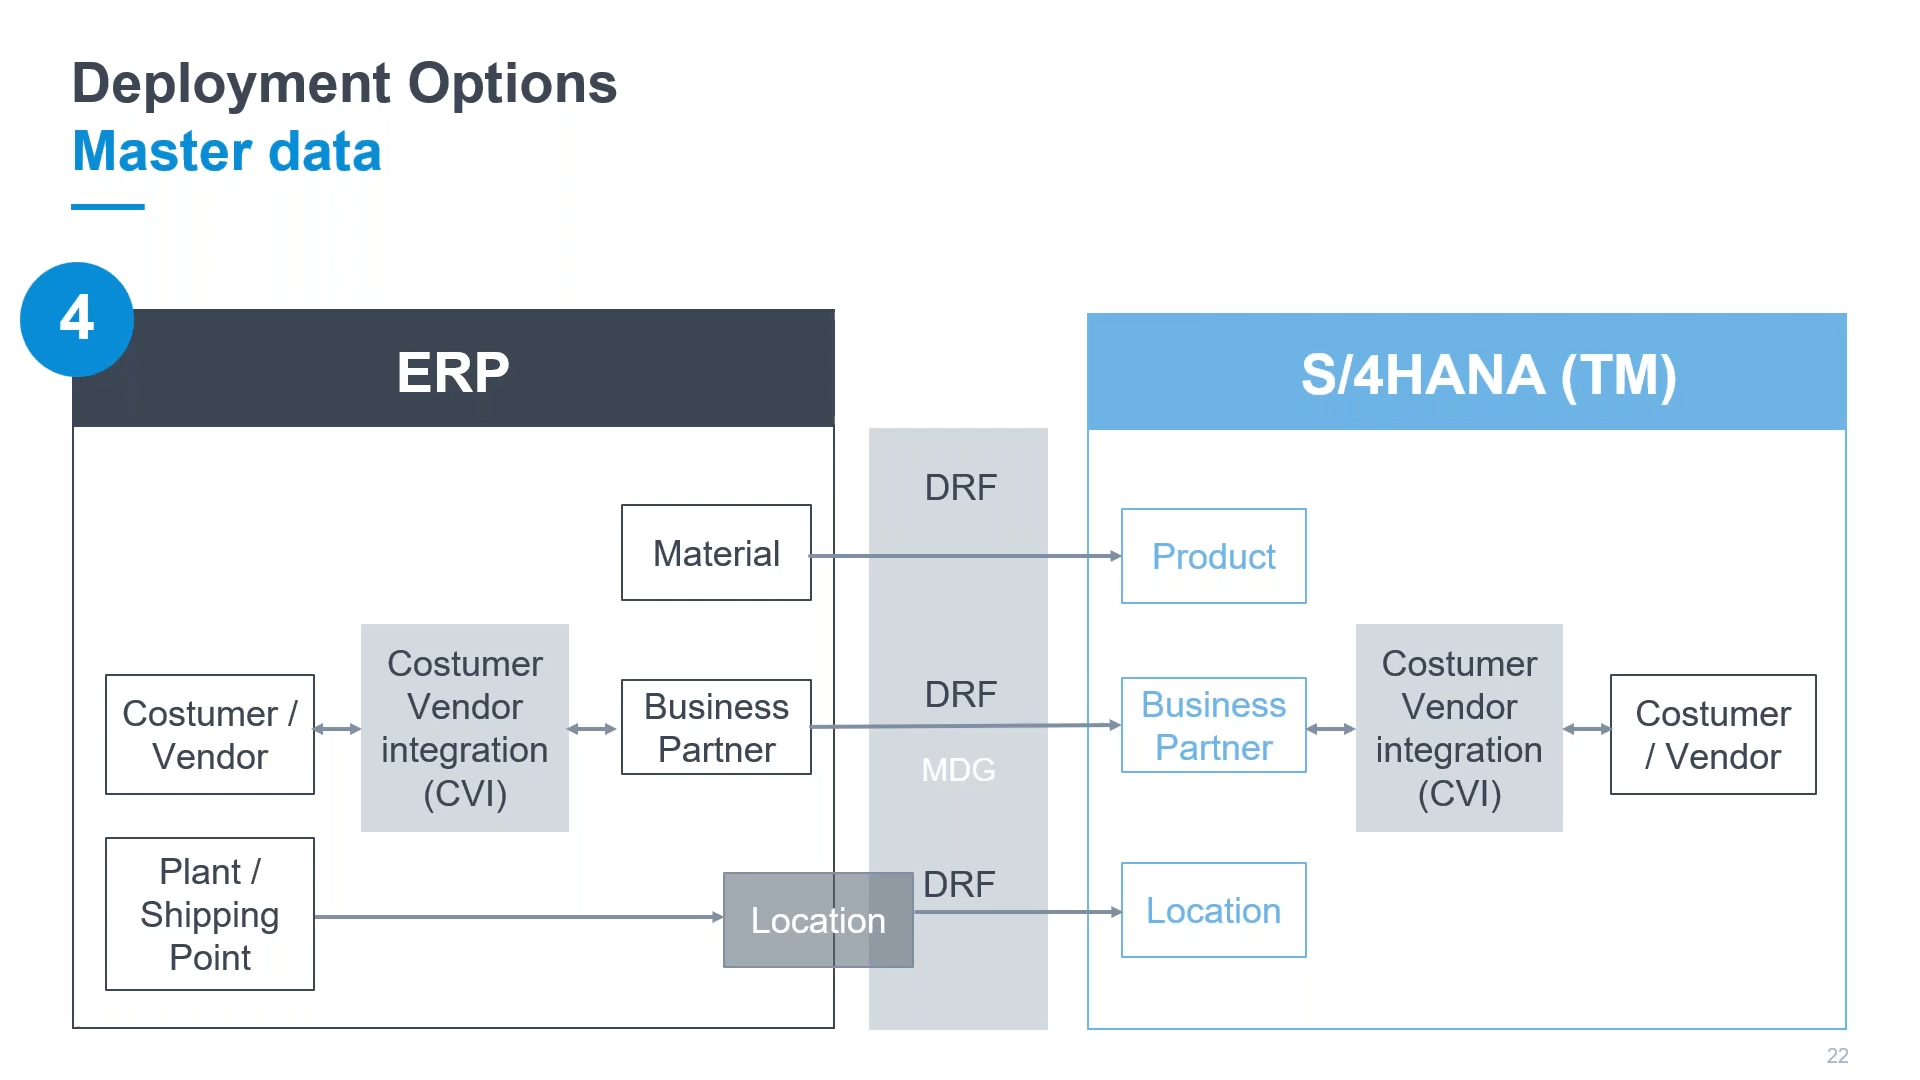 Deployment Options
Master data
4
ERP
S/4HANA (TM)
DRF
Material
Product
Costumer /
Vendor
Costumer
Vendor
integration
(CVI)
Business
Partner
DRF
MDG
Business
Partner
Costumer
Vendor
integration
(CVI)
Costumer
/ Vendor
Plant /
Shipping
Point
Location
DRF
Location
22